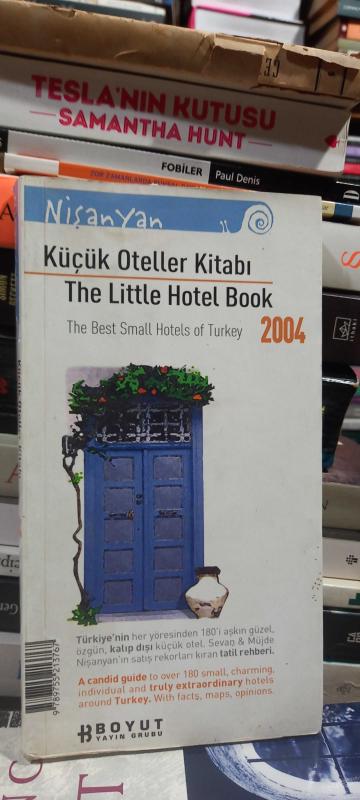 TESLA'NIN KUTUSU
SAMANTHA HUNT
FOBİLER Paul Denis
Nişanyan
Küçük Oteller Kitabı
The Little Hotel Book
The Best Small Hotels of Turkey 2004
Türkiye'nin her yöresinden 180'i aşkın güzel,
özgün, kalıp dışı küçük otel. Sevan & Müjde
Nişanyan'ın satış rekorları kıran tatil rehberi.
A candid guide to over 180 small, charming,
individual and truly extraordinary hotels
around Turkey. With facts, maps, opinions.
BOYUT
YAYIN GRUBU